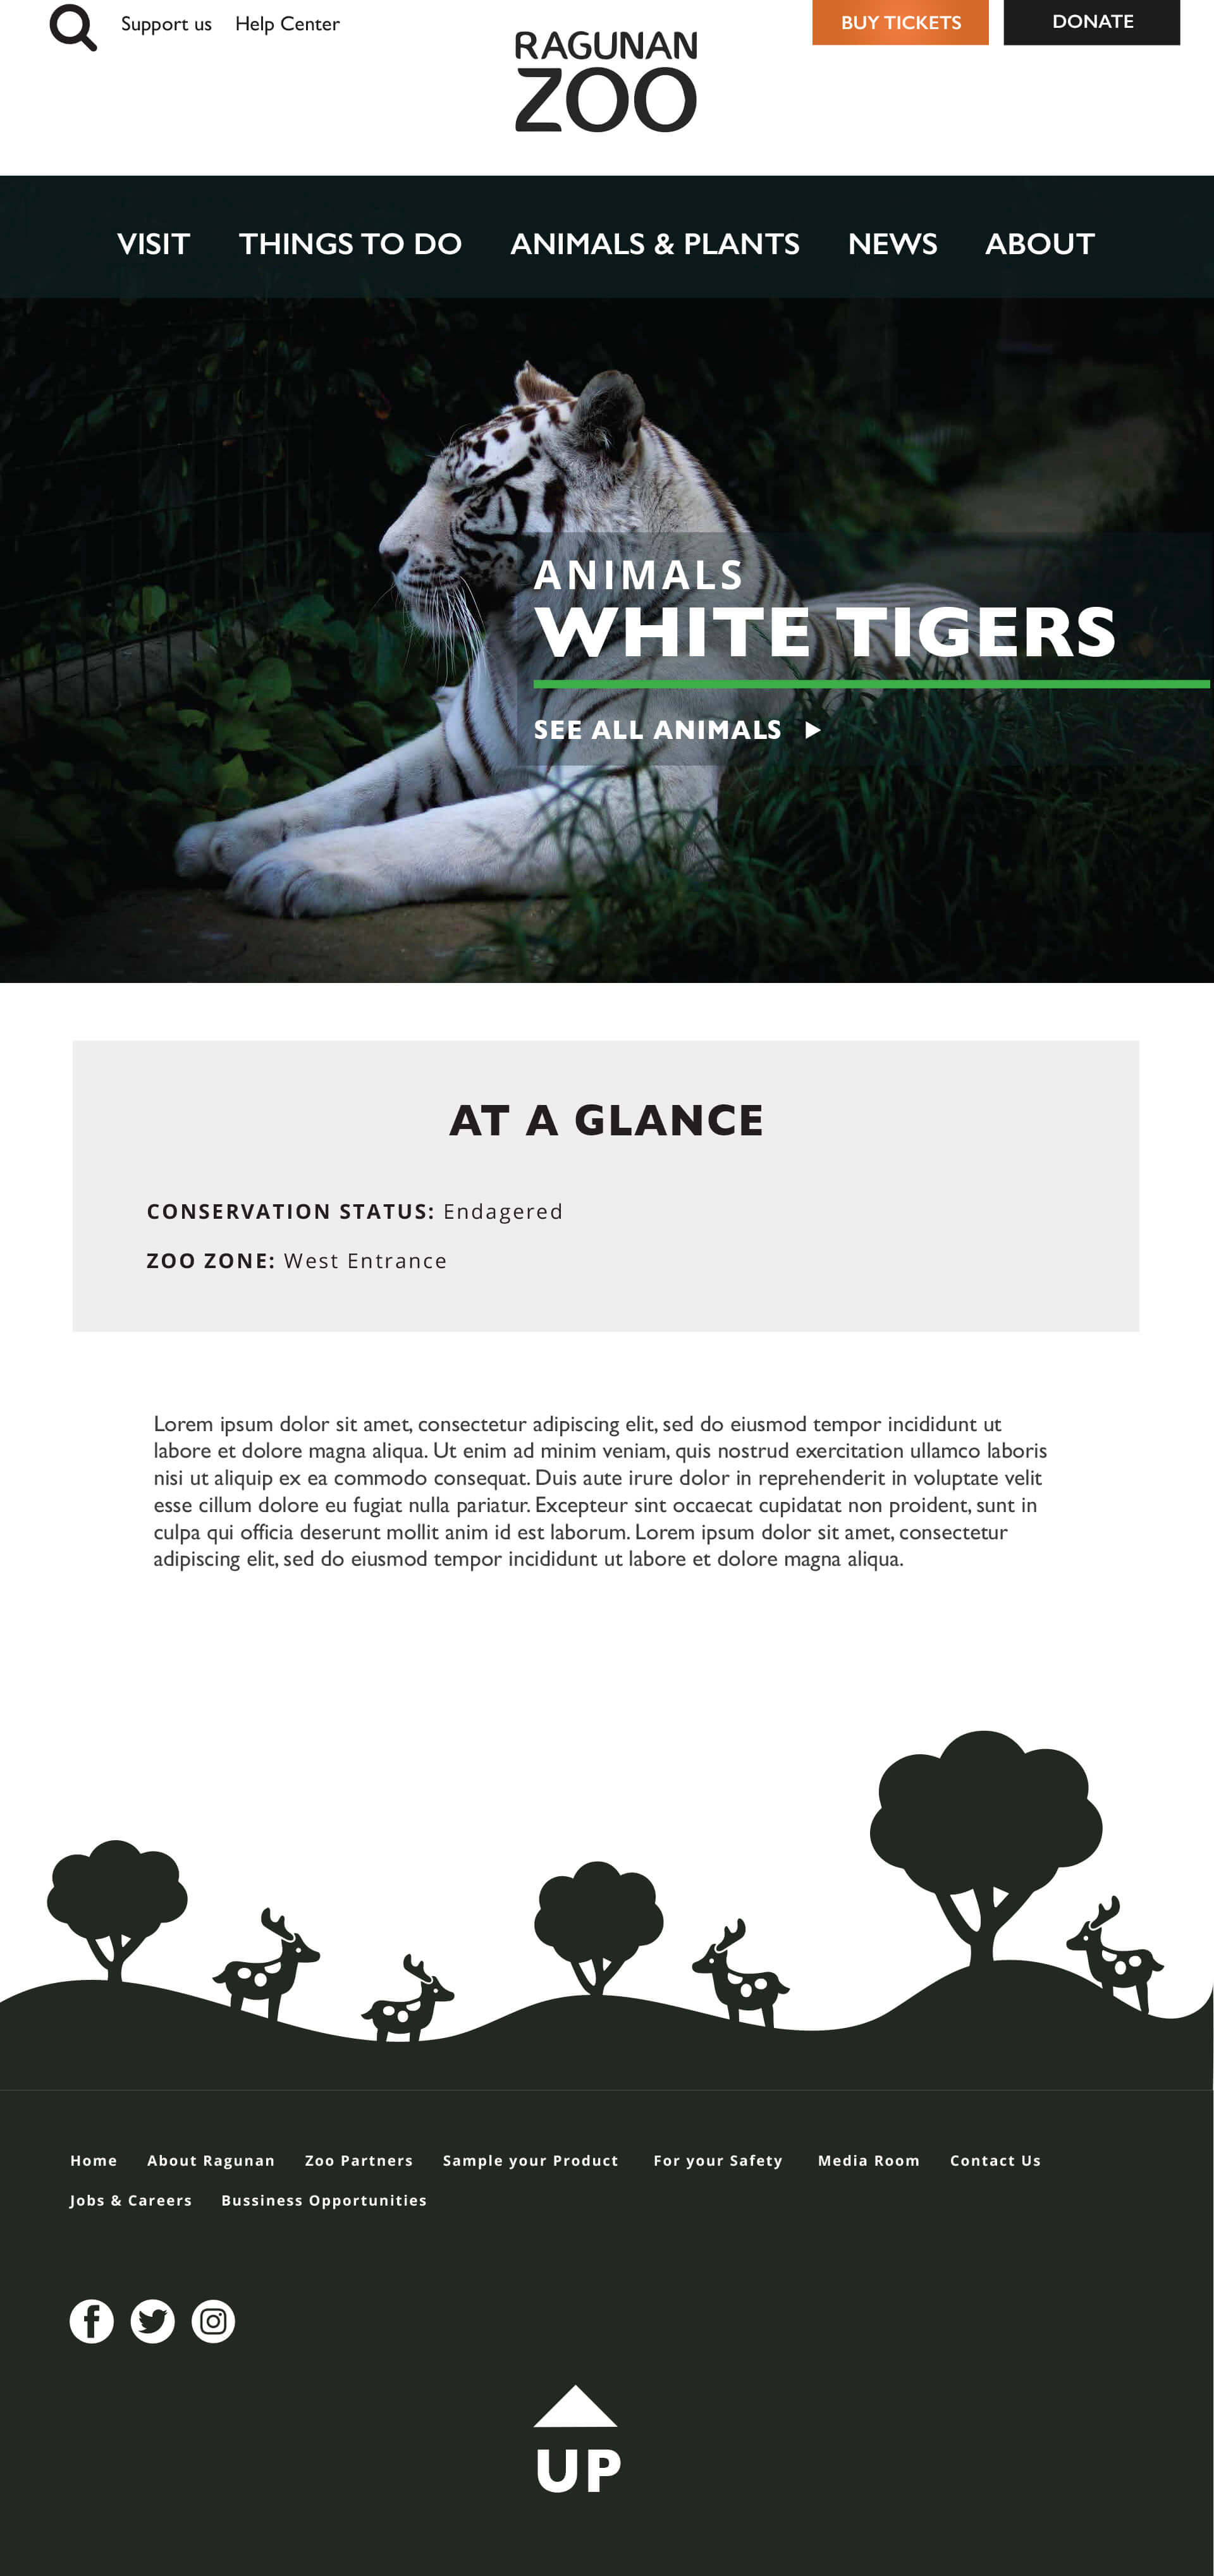 Support us Help Center
BUY TICKETS
DONATE
RAGUNAN
ZOO
VISIT THINGS TO DO ANIMALS & PLANTS NEWS ABOUT
ANIMALS
WHITE TIGERS
SEE ALL ANIMALS
AT A GLANCE
CONSERVATION STATUS: Endagered
ZOO ZONE: West Entrance
Lorem ipsum dolor sit amet, consectetur adipiscing elit, sed do eiusmod tempor incididunt ut
labore et dolore magna aliqua. Ut enim ad minim veniam, quis nostrud exercitation ullamco laboris
nisi ut aliquip ex ea commodo consequat. Duis aute irure dolor in reprehenderit in voluptate velit
esse cillum dolore eu fugiat nulla pariatur. Excepteur sint occaecat cupidatat non proident, sunt in
culpa qui officia deserunt mollit anim id est laborum. Lorem ipsum dolor sit amet, consectetur
adipiscing elit, sed do eiusmod tempor incididunt ut labore et dolore magna aliqua.
Home About Ragunan Zoo Partners Sample your Product For your Safety Media Room Contact Us
Jobs & Careers Bussiness Opportunities
UP